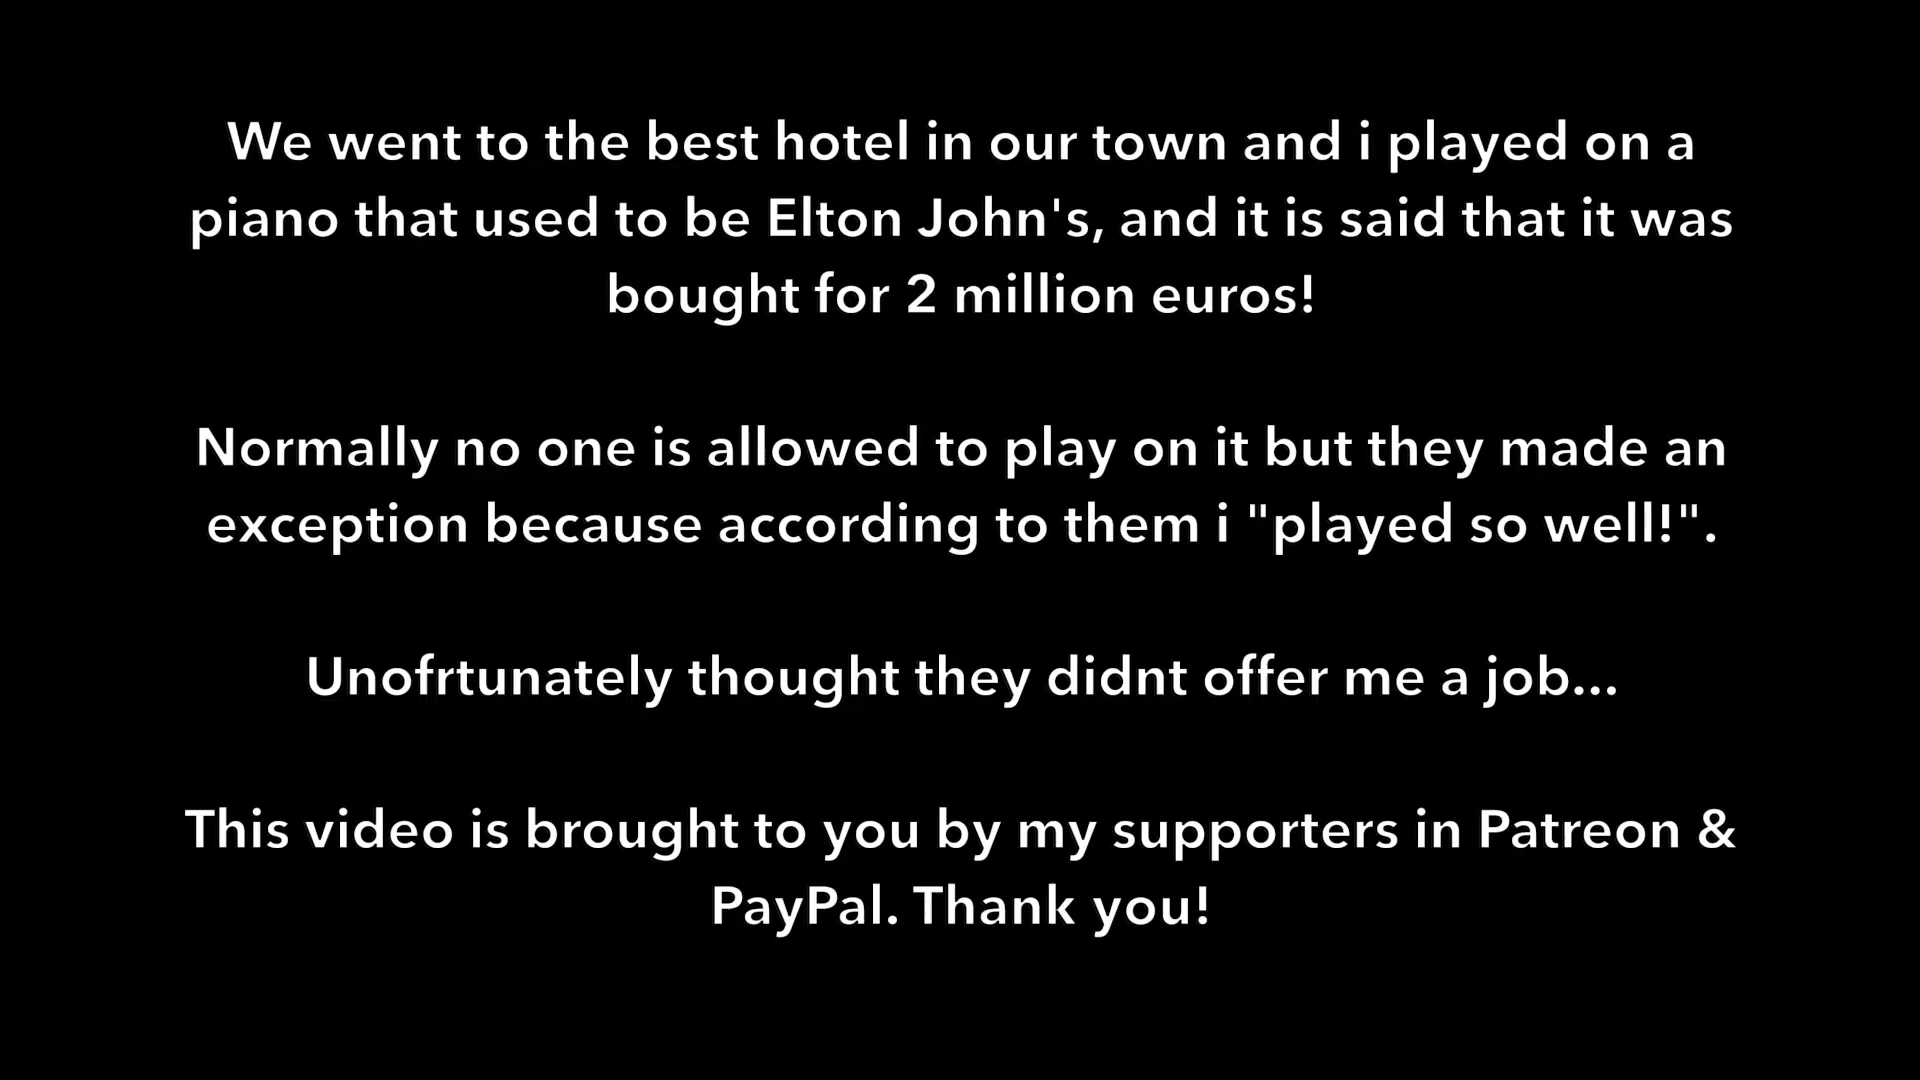 We went to the best hotel in our town and i played on a
piano that used to be Elton John's, and it is said that it was
bought for 2 million euros!
Normally no one is allowed to play on it but they made an
exception because according to them i "played so well!".
Unofrtunately thought they didnt offer me a job...
This video is brought to you by my supporters in Patreon &
PayPal. Thank you!